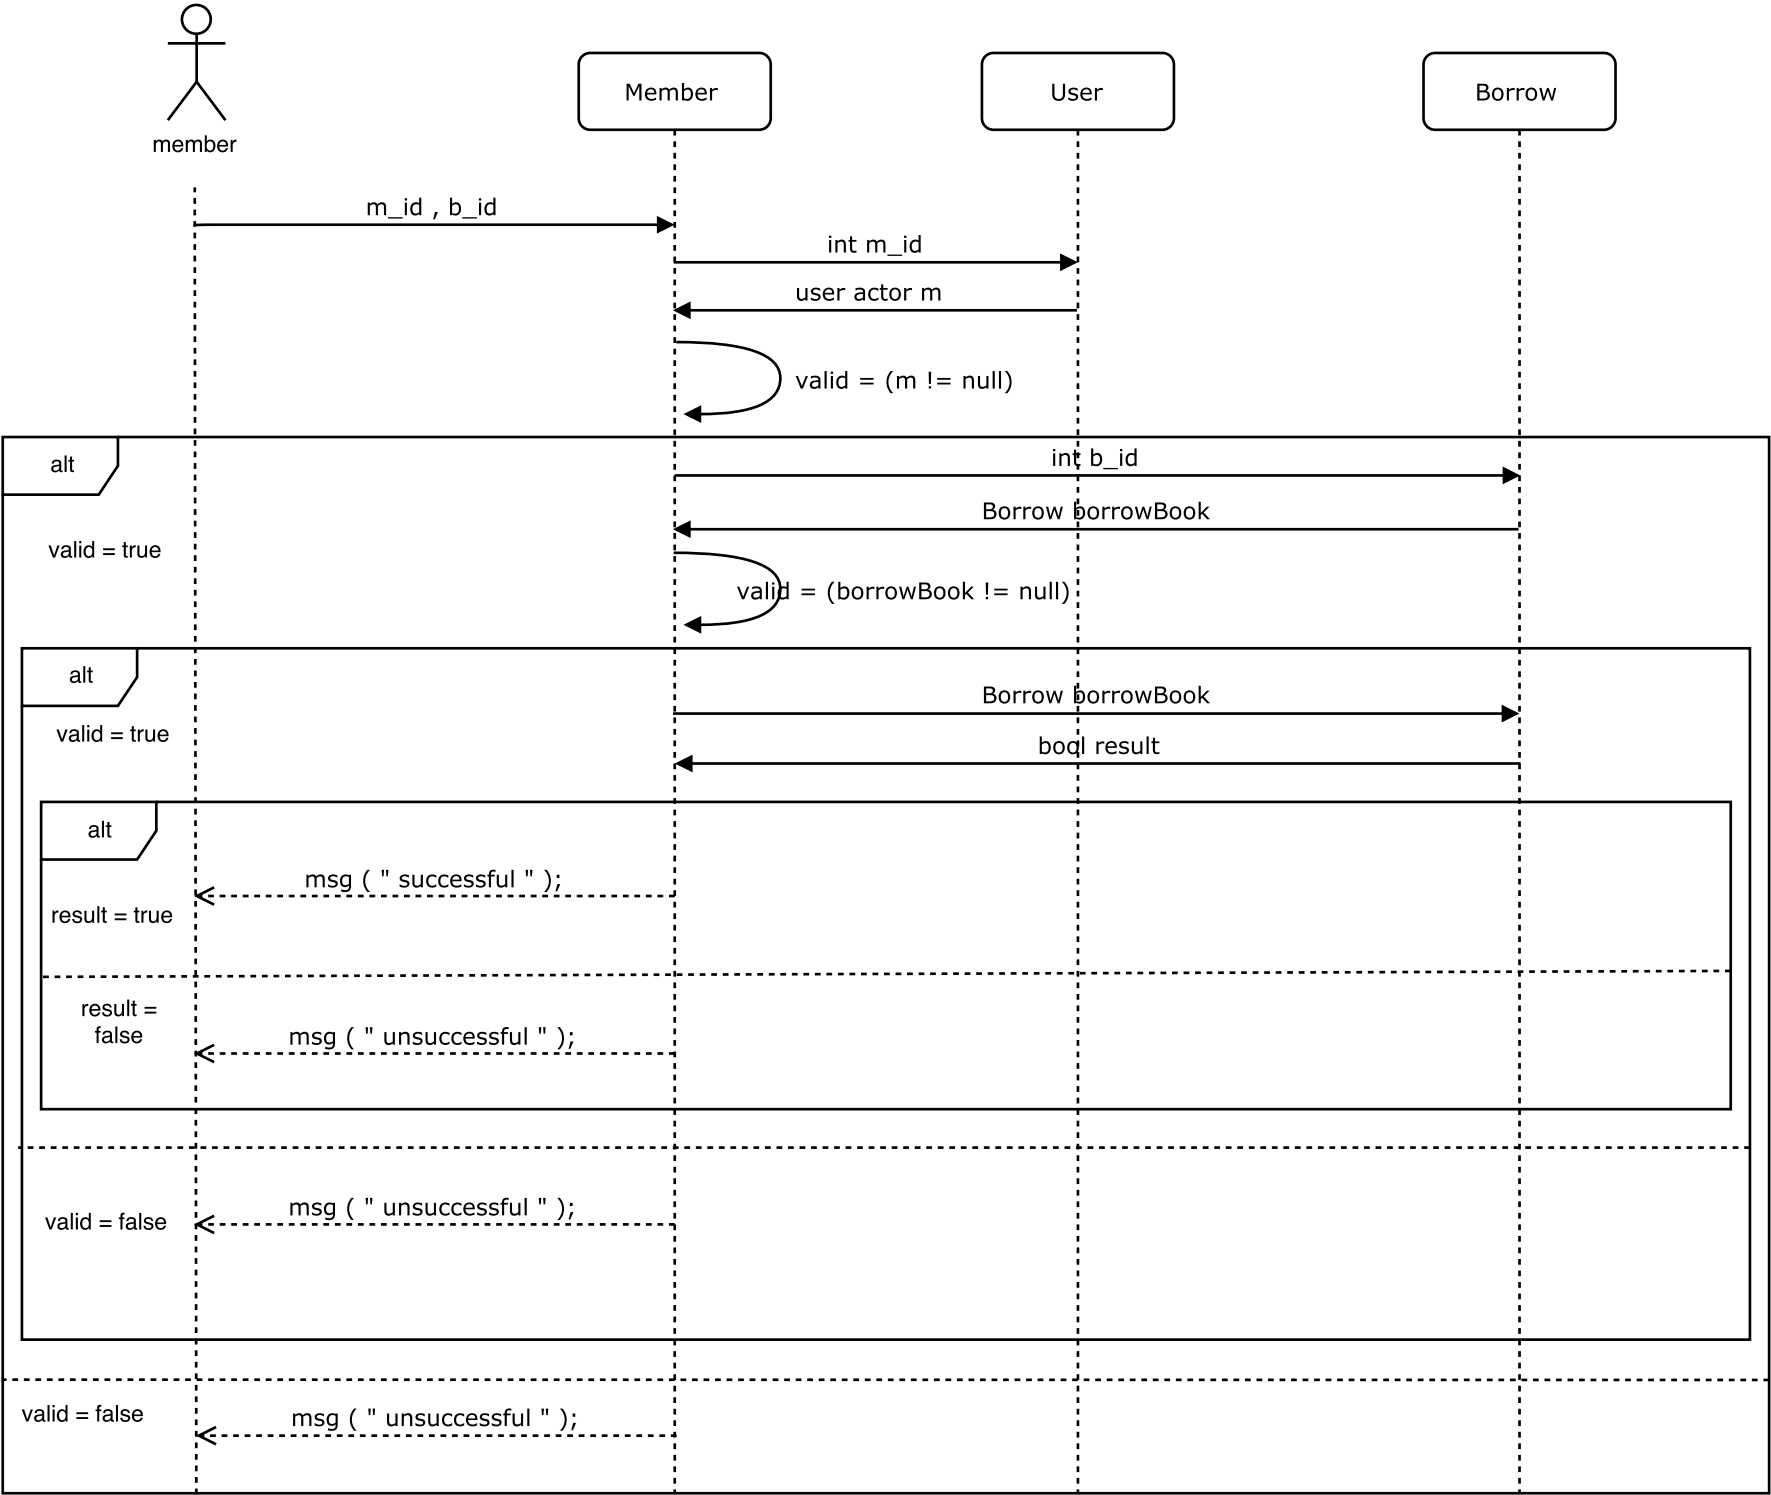 member
Member
User
Borrow
m_id , b_id
int m_id
user actor m
valid = (m != null)
alt
int b_id
Borrow borrowBook
valid = true
valid = (borrowBook != null)
alt
Borrow borrowBook
valid = true
bool result
alt
msg ( " successful " );
result = true
result =
false
msg ( " unsuccessful " );
msg ( " unsuccessful " );
valid = false
valid = false
msg ( " unsuccessful " );